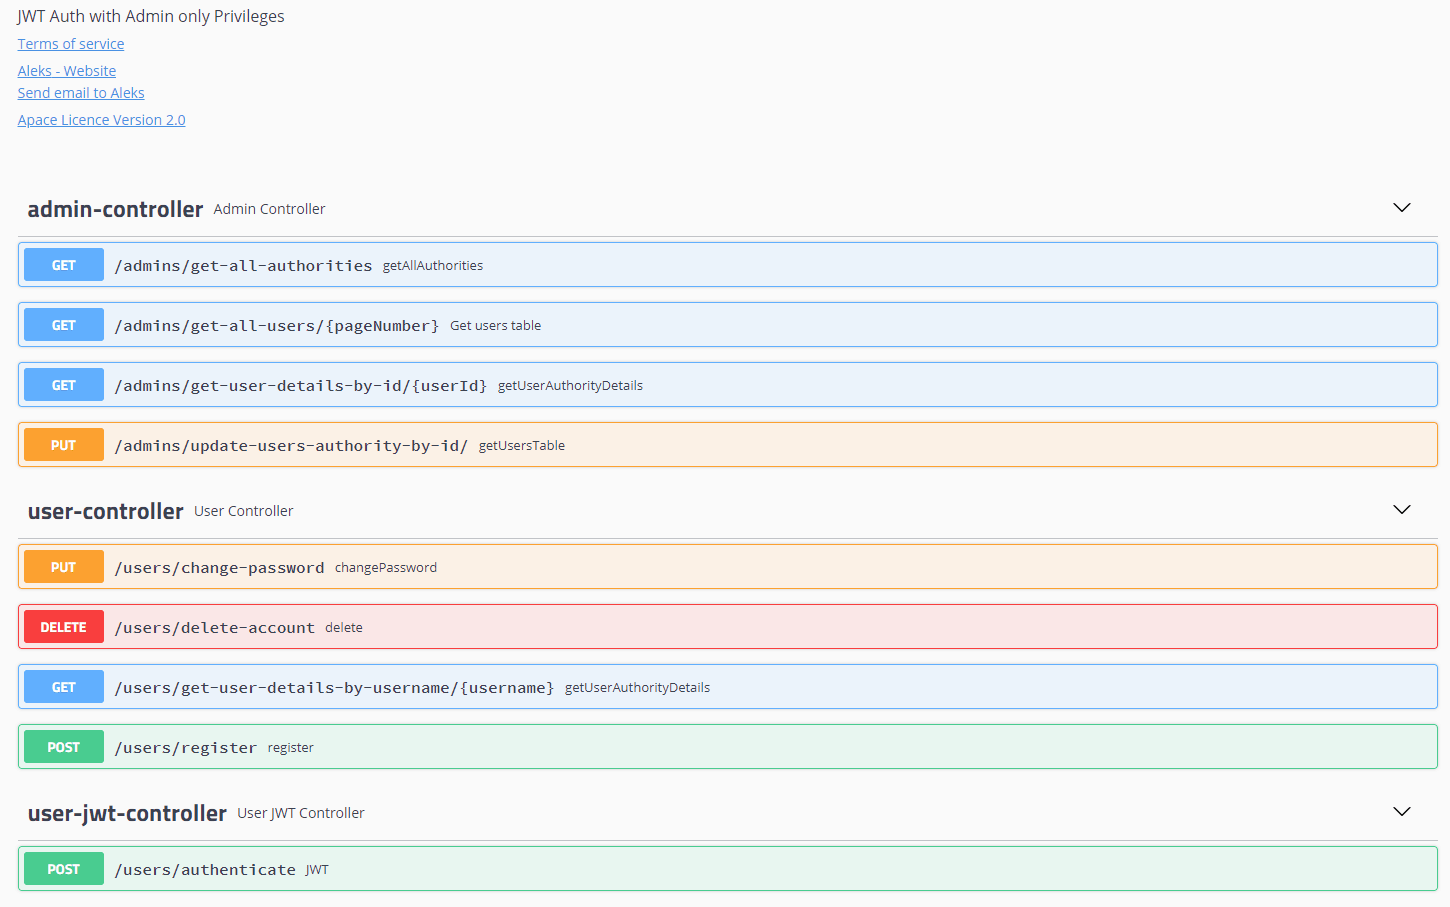 JWT Auth with Admin only Privileges
Terms of service
Aleks - Website
Send email to Aleks
Apace Licence Version 2.0
admin-controller Admin Controller
GET /admins/get-all-authorities getAllAuthorities
GET /admins/get-all-users/{pageNumber} Get users table
GET /admins/get-user-details-by-id/{userId} getUserAuthorityDetails
PUT /admins/update-users-authority-by-id/ getUsersTable
user-controller User Controller
PUT /users/change-password changePassword
DELETE /users/delete-account delete
GET /users/get-user-details-by-username/{username} getUserAuthorityDetails
POST /users/register register
user-jwt-controller User JWT Controller
POST /users/authenticate JWT